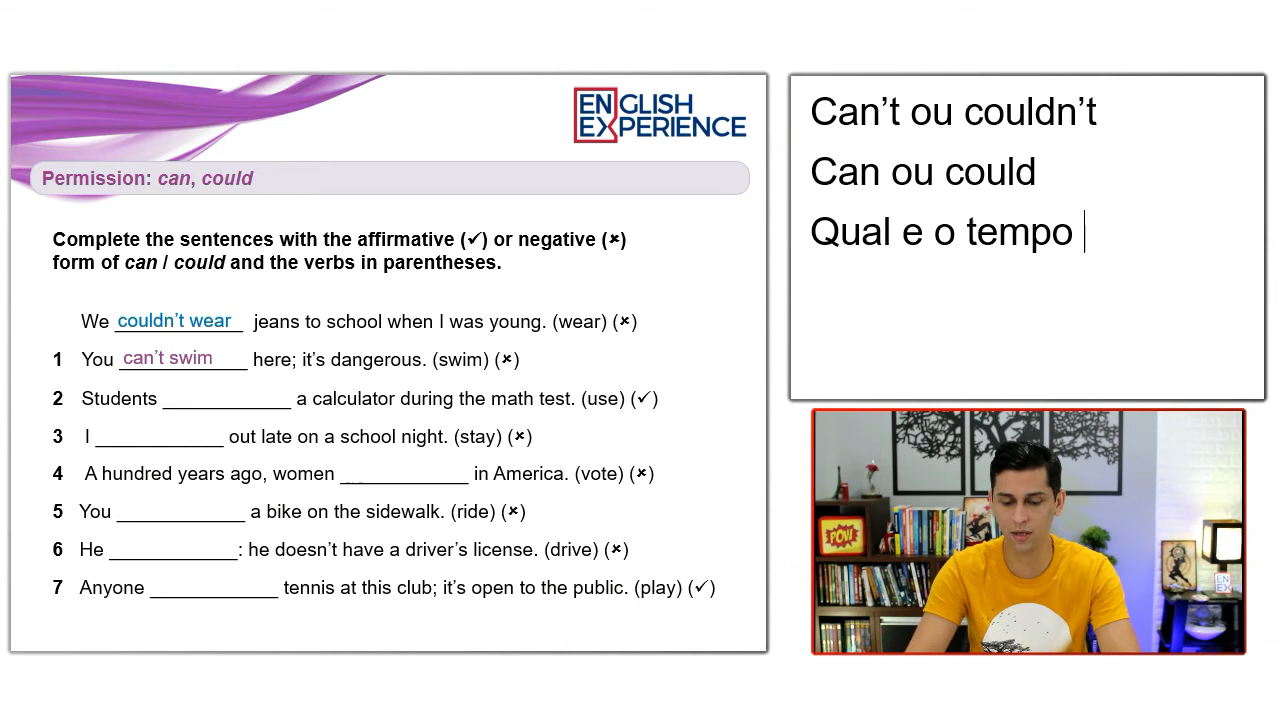 ENGLISH
EXPERIENCE
Permission: can, could
Complete the sentences with the affirmative (✓) or negative (×)
form of can / could and the verbs in parentheses.
We couldn’t wear jeans to school when I was young. (wear) (×)
1 You can’t swim here; it’s dangerous. (swim) (×)
2 Students ____________ a calculator during the math test. (use) (✓)
3 I ____________ out late on a school night. (stay) (×)
4 A hundred years ago, women ____________ in America. (vote) (×)
5 You ____________ a bike on the sidewalk. (ride) (×)
6 He ____________: he doesn’t have a driver’s license. (drive) (×)
7 Anyone ____________ tennis at this club; it’s open to the public. (play) (✓)
Can’t ou couldn’t
Can ou could
Qual e o tempo
POW!
EN
EX